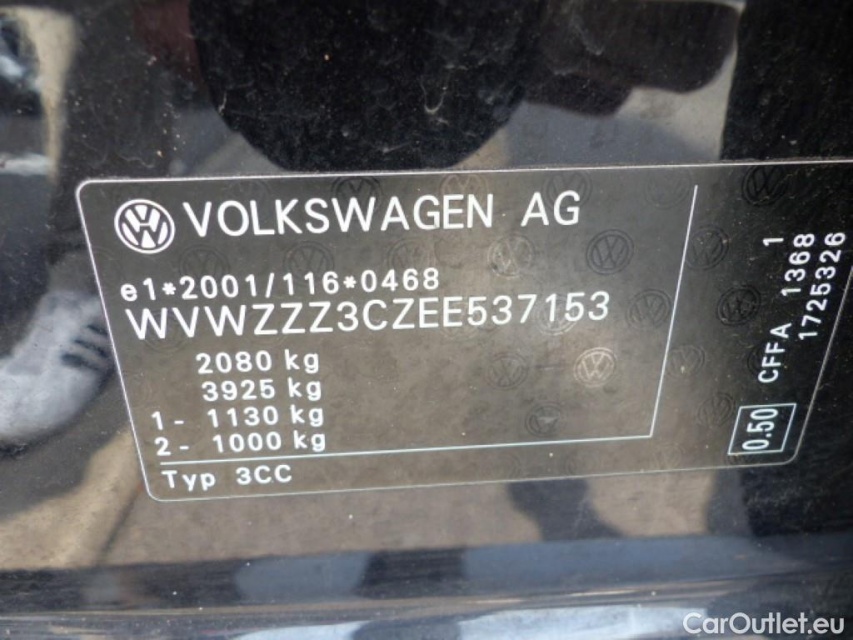 VOLKSWAGEN AG
e1*2001/116*0468
WVWZZZ3CZEE537153
2080 kg
3925 kg
1 - 1130 kg
2 - 1000 kg
Typ 3CC
1
CFFA 1368
1725326
0.50
CarOutlet.eu